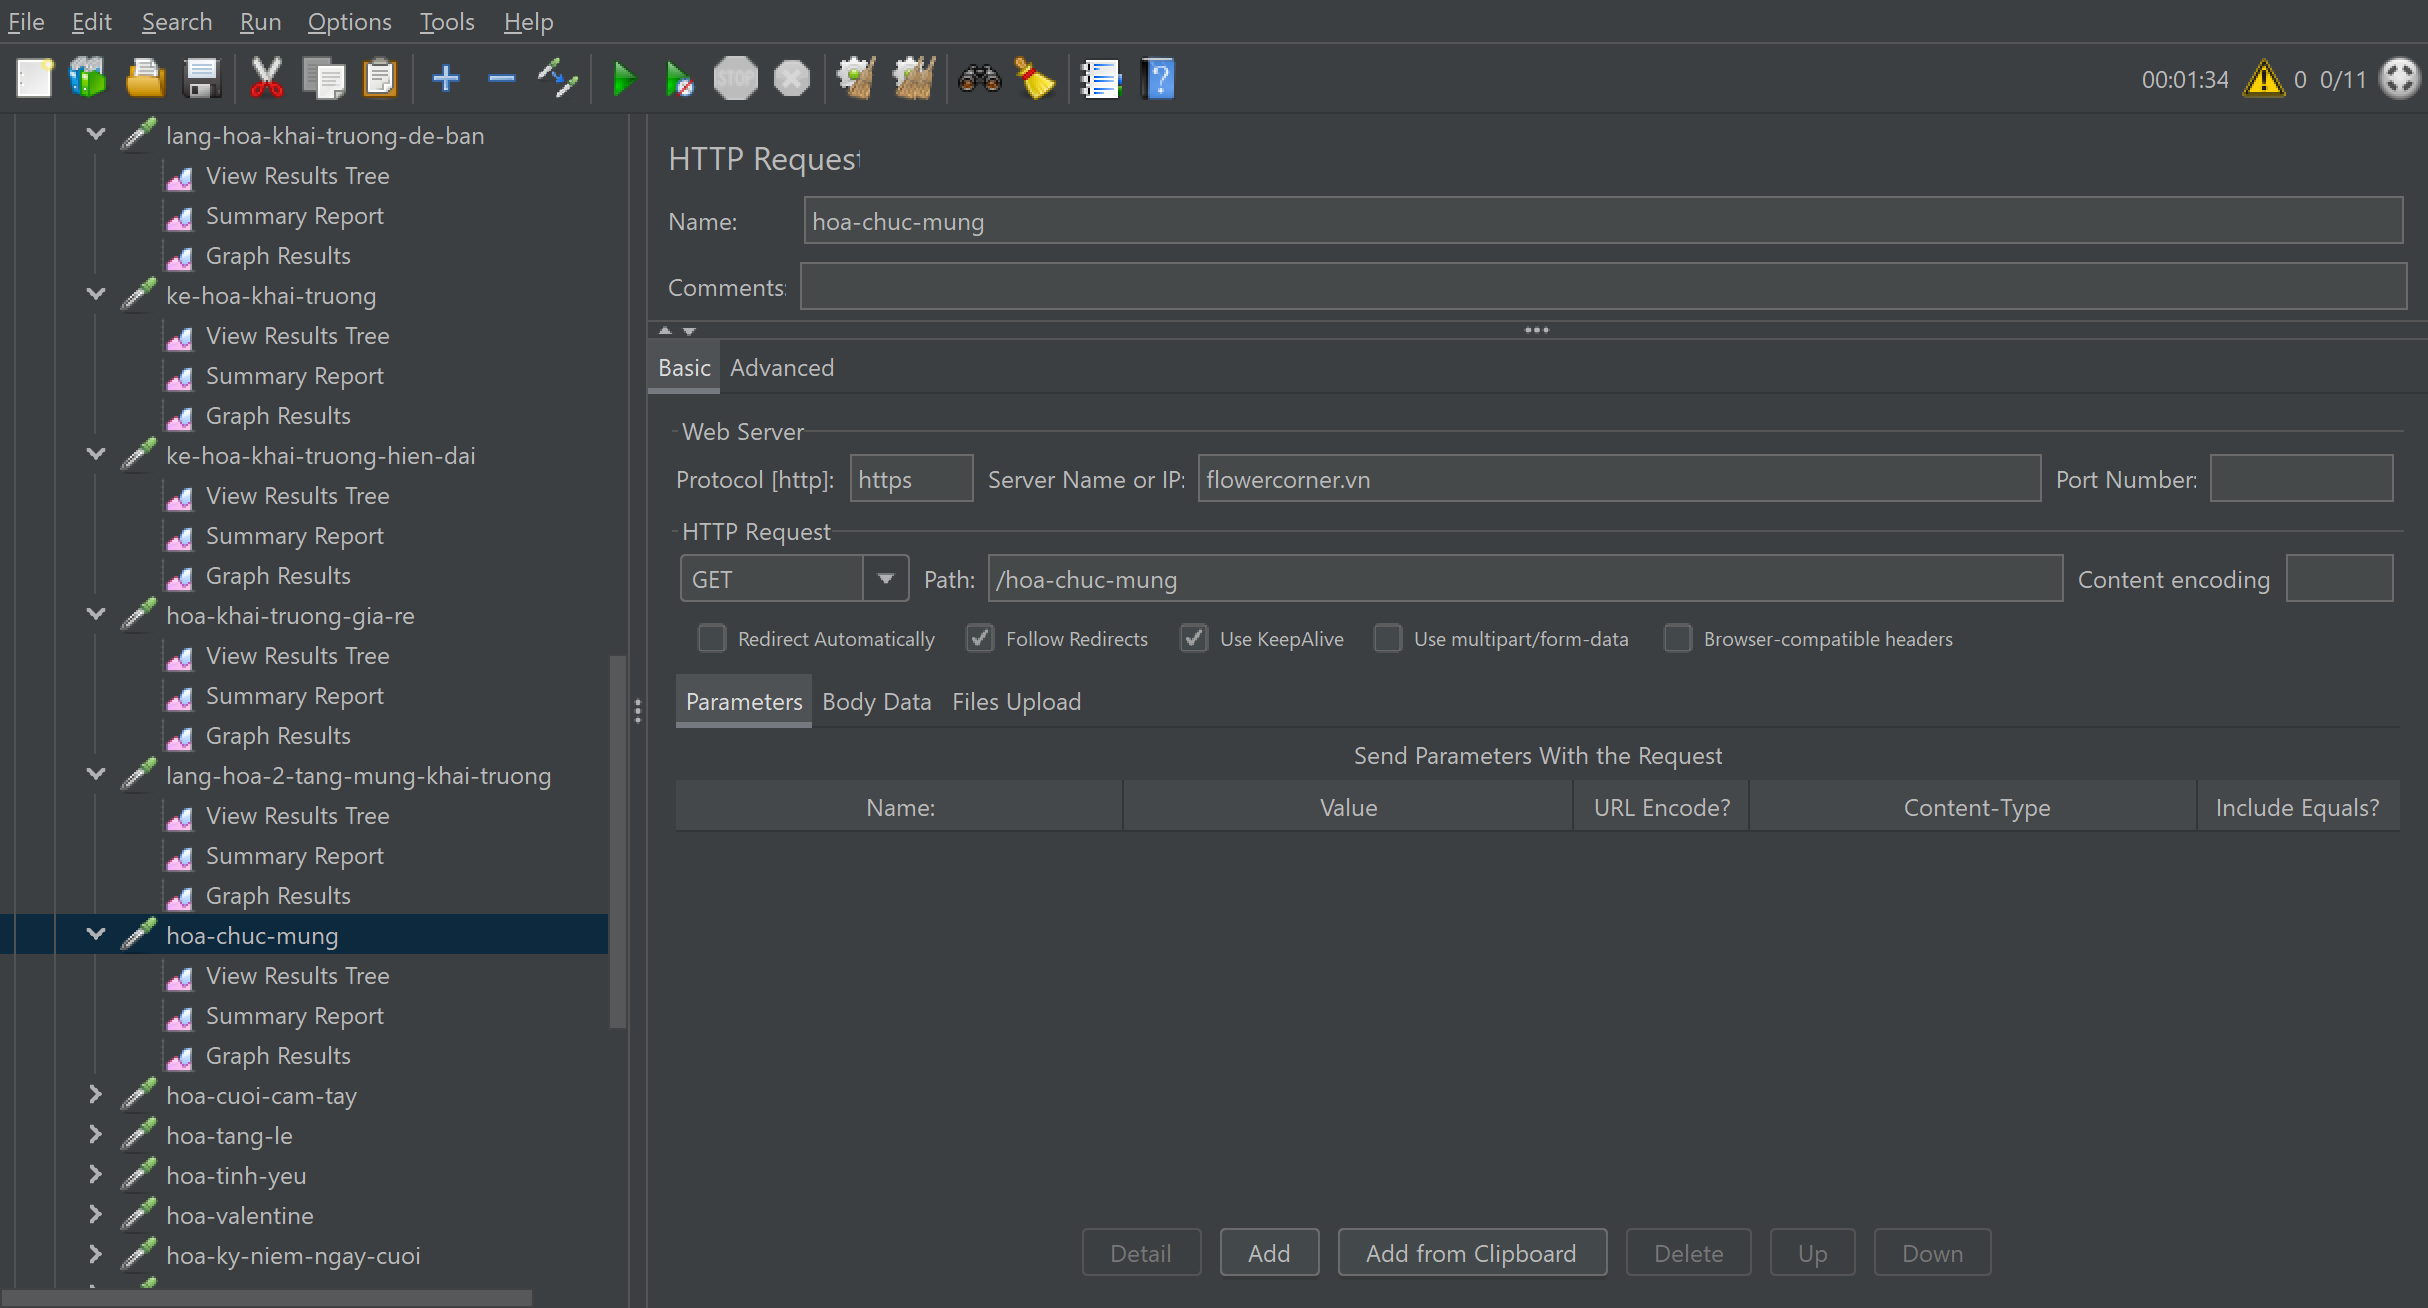 File Edit Search Run Options Tools Help
STOP
00:01:34 0 0/11
lang-hoa-khai-truong-de-ban
View Results Tree
Summary Report
Graph Results
ke-hoa-khai-truong
View Results Tree
Summary Report
Graph Results
ke-hoa-khai-truong-hien-dai
View Results Tree
Summary Report
Graph Results
hoa-khai-truong-gia-re
View Results Tree
Summary Report
Graph Results
lang-hoa-2-tang-mung-khai-truong
View Results Tree
Summary Report
Graph Results
hoa-chuc-mung
View Results Tree
Summary Report
Graph Results
hoa-cuoi-cam-tay
hoa-tang-le
hoa-tinh-yeu
hoa-valentine
hoa-ky-niem-ngay-cuoi
HTTP Request
Name: hoa-chuc-mung
Comments:
Basic Advanced
Web Server
Protocol [http]: https Server Name or IP: flowercorner.vn Port Number:
HTTP Request
GET Path: /hoa-chuc-mung Content encoding
Redirect Automatically Follow Redirects Use KeepAlive Use multipart/form-data Browser-compatible headers
Parameters Body Data Files Upload
Send Parameters With the Request
Name: Value URL Encode? Content-Type Include Equals?
Detail Add Add from Clipboard Delete Up Down